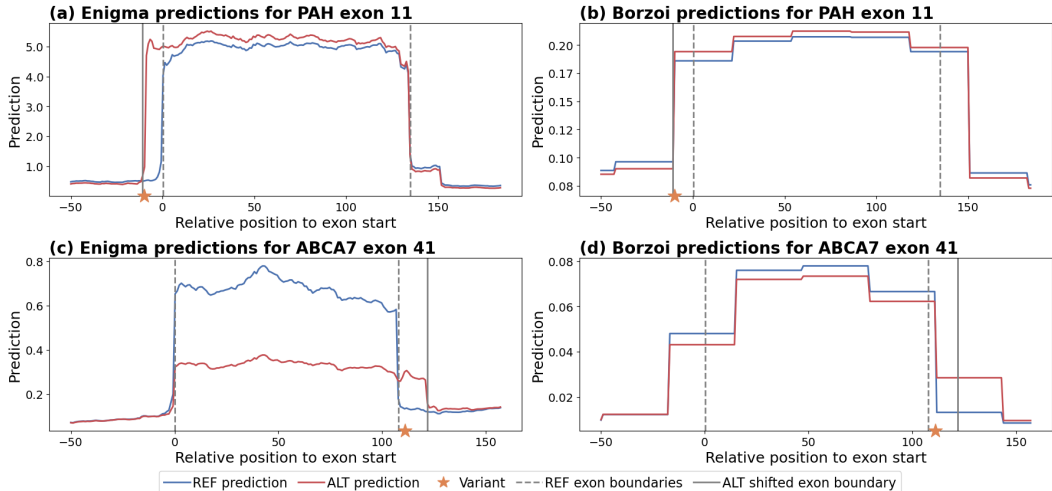 (a) Enigma predictions for PAH exon 11
Prediction
5.0
4.0
3.0
2.0
1.0
−50
0
50
100
150
Relative position to exon start
(b) Borzoi predictions for PAH exon 11
Prediction
0.20
0.17
0.15
0.12
0.10
0.08
−50
0
50
100
150
Relative position to exon start
(c) Enigma predictions for ABCA7 exon 41
Prediction
0.8
0.6
0.4
0.2
−50
0
50
100
150
Relative position to exon start
(d) Borzoi predictions for ABCA7 exon 41
Prediction
0.08
0.06
0.04
0.02
−50
0
50
100
150
Relative position to exon start
REF prediction
ALT prediction
Variant
REF exon boundaries
ALT shifted exon boundary